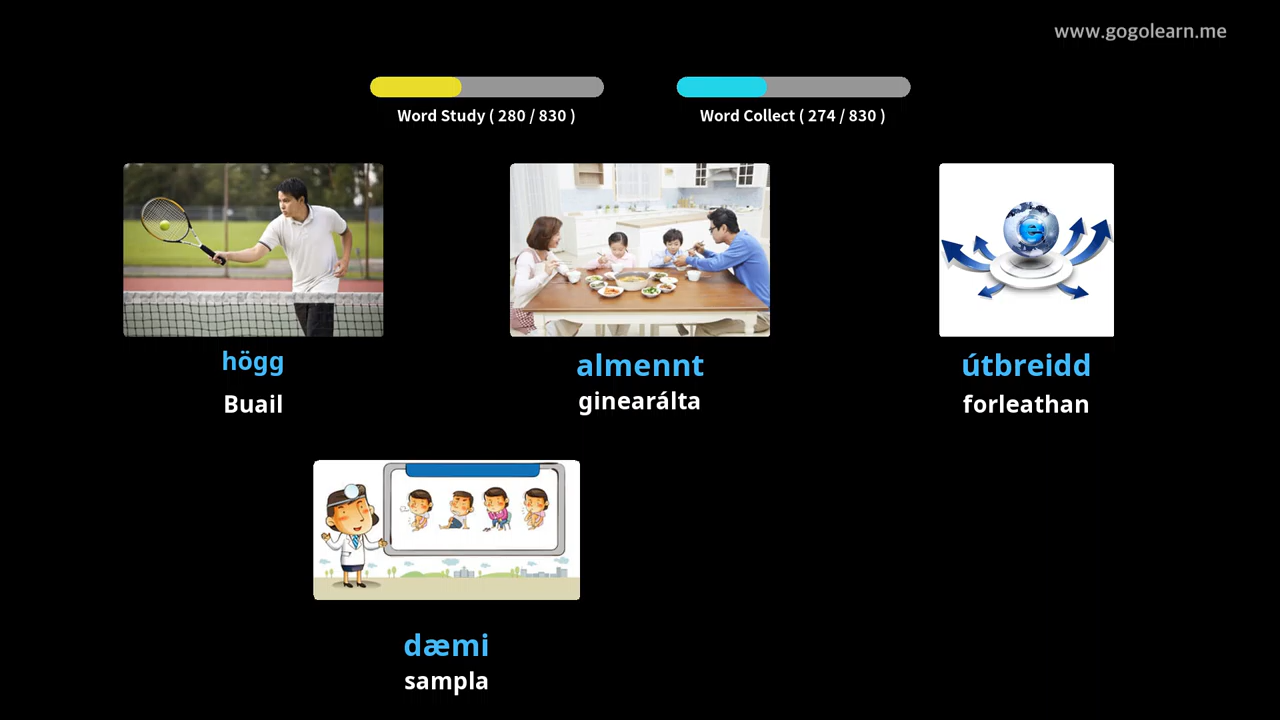 www.gogolearn.me
Word Study ( 280 / 830 )
Word Collect ( 274 / 830 )
högg
Buail
almennt
ginearálta
útbreidd
forleathan
dæmi
sampla